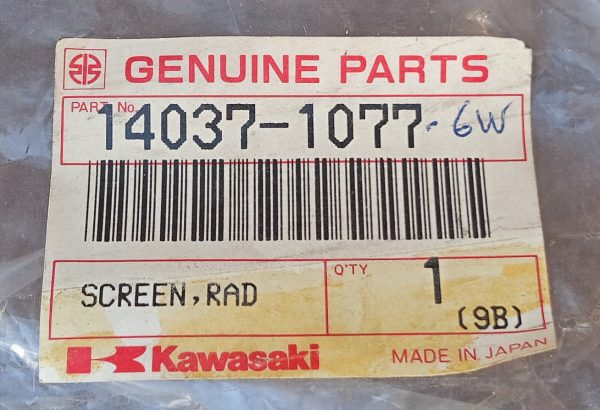 GENUINE PARTS
PART No.
14037-1077-6W
SCREEN,RAD
Q'TY
1
(9B)
Kawasaki
MADE IN JAPAN